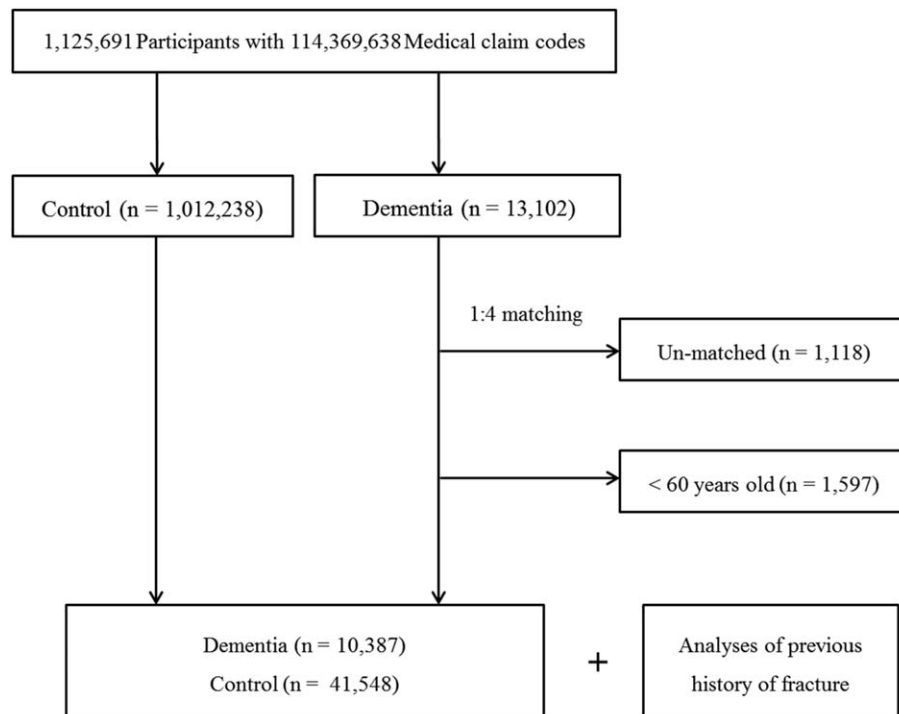 1,125,691 Participants with 114,369,638 Medical claim codes
Control (n = 1,012,238)
Dementia (n = 13,102)
1:4 matching
Un-matched (n = 1,118)
< 60 years old (n = 1,597)
Dementia (n = 10,387)
Control (n = 41,548)
+
Analyses of previous
history of fracture